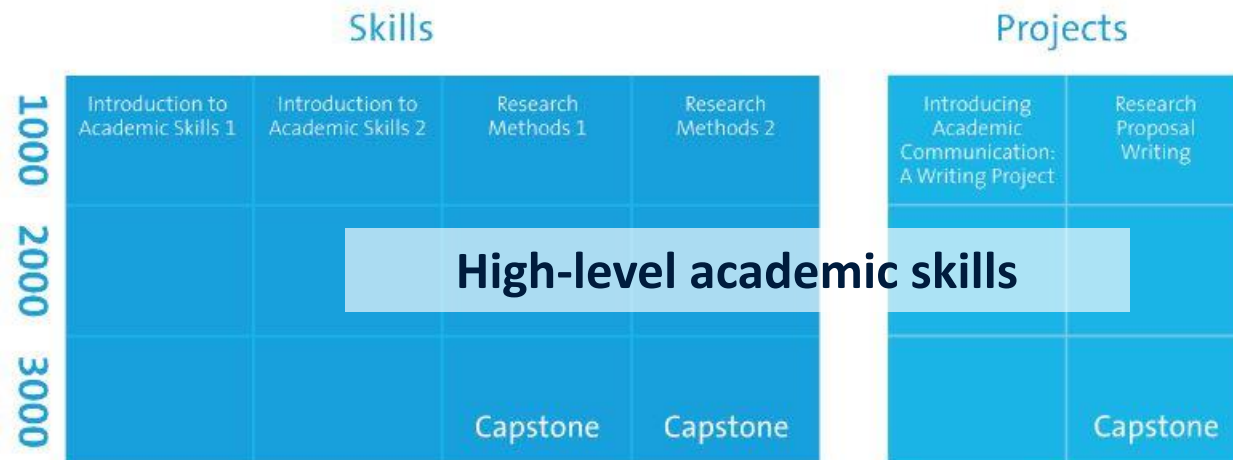 Skills
Projects
1000
Introduction to
Academic Skills 1
Introduction to
Academic Skills 2
Research
Methods 1
Research
Methods 2
Introducing
Academic
Communication:
A Writing Project
Research
Proposal
Writing
2000
High-level academic skills
3000
Capstone
Capstone
Capstone